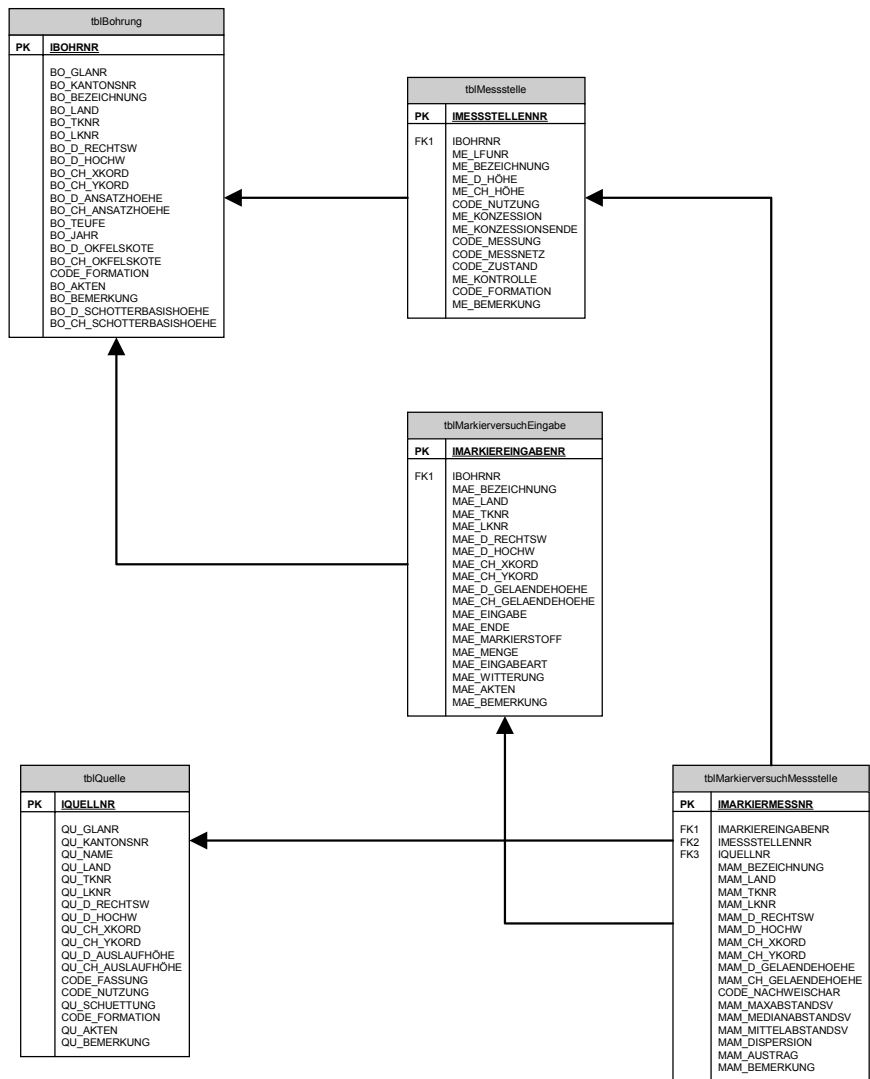 tblBohrung
PK IBOHRNR
BO_GLANR
BO_KANTONSNR
BO_BEZEICHNUNG
BO_LAND
BO_TKNR
BO_LKNR
BO_D_RECHTSW
BO_D_HOCHW
BO_CH_XKORD
BO_CH_YKORD
BO_D_ANSATZHOEHE
BO_CH_ANSATZHOEHE
BO_TEUFE
BO_JAHR
BO_D_OKFELSKOTE
BO_CH_OKFELSKOTE
CODE_FORMATION
BO_AKTEN
BO_BEMERKUNG
BO_D_SCHOTTERBASISHOEHE
BO_CH_SCHOTTERBASISHOEHE
tblMessstelle
PK IMESSSTELLENNR
FK1 IBOHRNR
ME_LFUNR
ME_BEZEICHNUNG
ME_D_HÖHE
ME_CH_HÖHE
CODE_NUTZUNG
ME_KONZESSION
ME_KONZESSIONSENDE
CODE_MESSUNG
CODE_MESSNETZ
CODE_ZUSTAND
ME_KONTROLLE
CODE_FORMATION
ME_BEMERKUNG
tblMarkierversuchEingabe
PK IMARKIEREINGABENR
FK1 IBOHRNR
MAE_BEZEICHNUNG
MAE_LAND
MAE_TKNR
MAE_LKNR
MAE_D_RECHTSW
MAE_D_HOCHW
MAE_CH_XKORD
MAE_CH_YKORD
MAE_D_GELAENDEHOEHE
MAE_CH_GELAENDEHOEHE
MAE_EINGABE
MAE_ENDE
MAE_MARKIERSTOFF
MAE_MENGE
MAE_EINGABEART
MAE_WITTERUNG
MAE_AKTEN
MAE_BEMERKUNG
tblQuelle
PK IQUELLNR
QU_GLANR
QU_KANTONSNR
QU_NAME
QU_LAND
QU_TKNR
QU_LKNR
QU_D_RECHTSW
QU_D_HOCHW
QU_CH_XKORD
QU_CH_YKORD
QU_D_AUSLAUFHÖHE
QU_CH_AUSLAUFHÖHE
CODE_FASSUNG
CODE_NUTZUNG
QU_SCHUETTUNG
CODE_FORMATION
QU_AKTEN
QU_BEMERKUNG
tblMarkierversuchMessstelle
PK IMARKIERMESSNR
FK1 IMARKIEREINGABENR
FK2 IMESSSTELLENNR
FK3 IQUELLNR
MAM_BEZEICHNUNG
MAM_LAND
MAM_TKNR
MAM_LKNR
MAM_D_RECHTSW
MAM_D_HOCHW
MAM_CH_XKORD
MAM_CH_YKORD
MAM_D_GELAENDEHOEHE
MAM_CH_GELAENDEHOEHE
CODE_NACHWEISCHAR
MAM_MAXABSTANDSV
MAM_MEDIANABSTANDSV
MAM_MITTELABSTANDSV
MAM_DISPERSION
MAM_AUSTRAG
MAM_BEMERKUNG